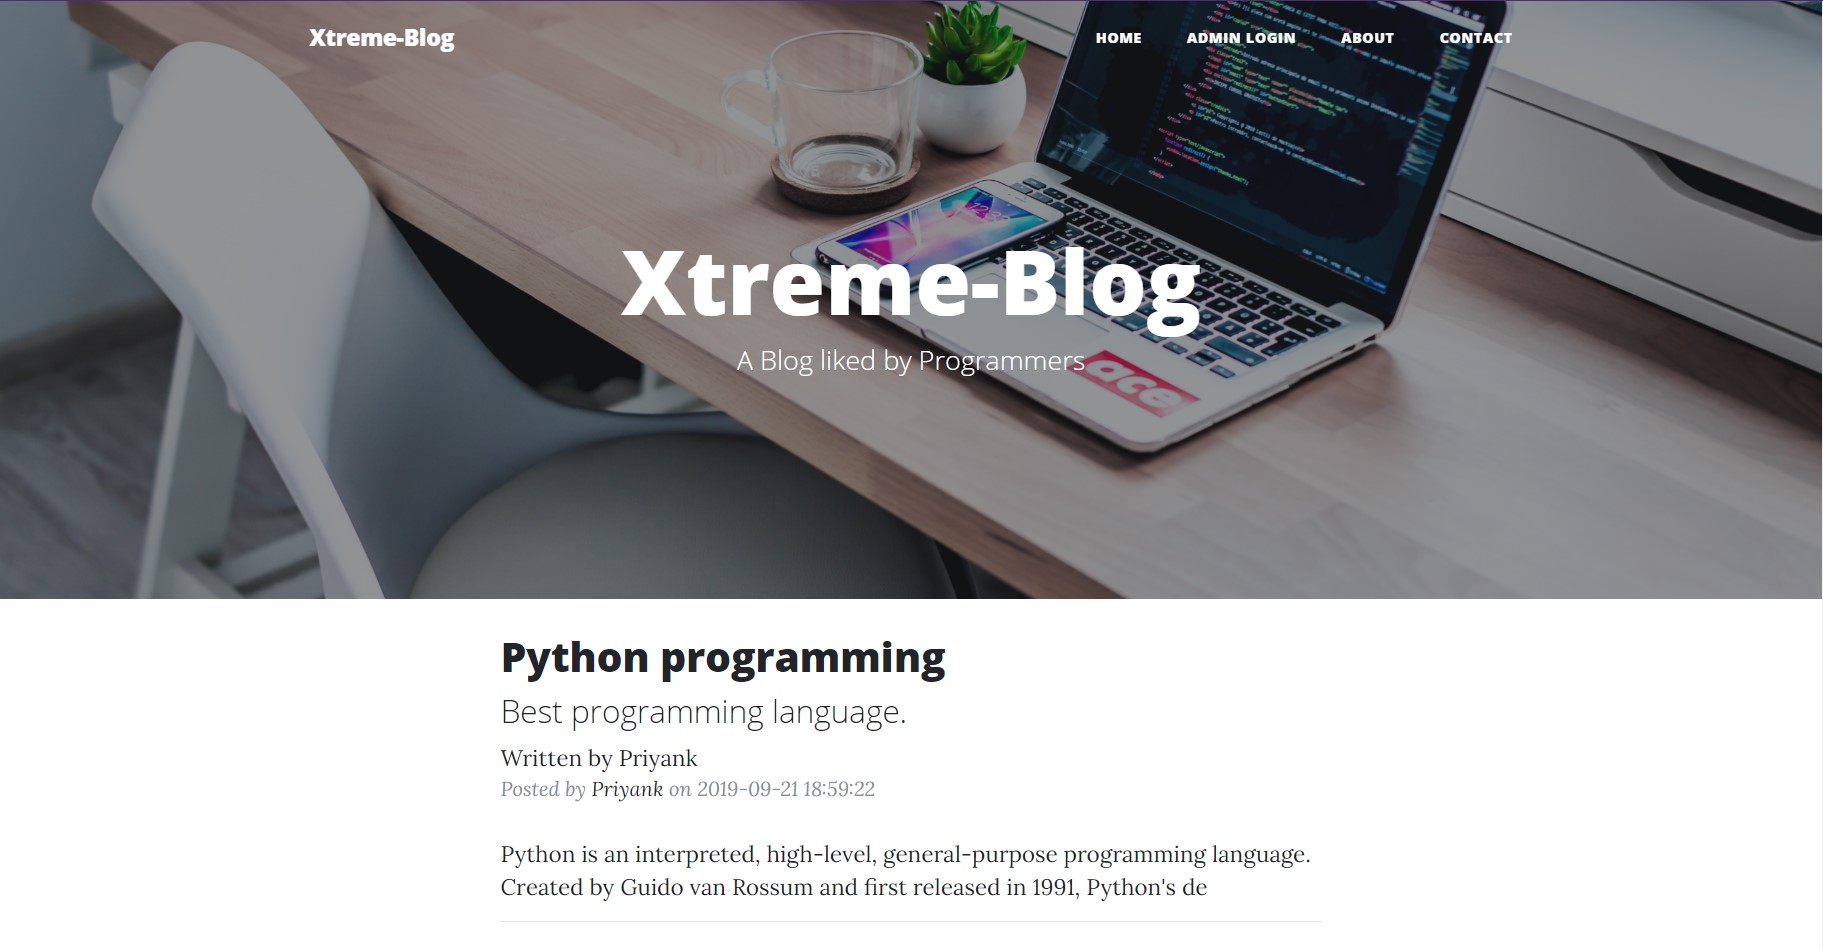 Xtreme-Blog
HOME ADMIN LOGIN ABOUT CONTACT
Xtreme-Blog
A Blog liked by Programmers
ace
Python programming
Best programming language.
Written by Priyank
Posted by Priyank on 2019-09-21 18:59:22
Python is an interpreted, high-level, general-purpose programming language.
Created by Guido van Rossum and first released in 1991, Python's de